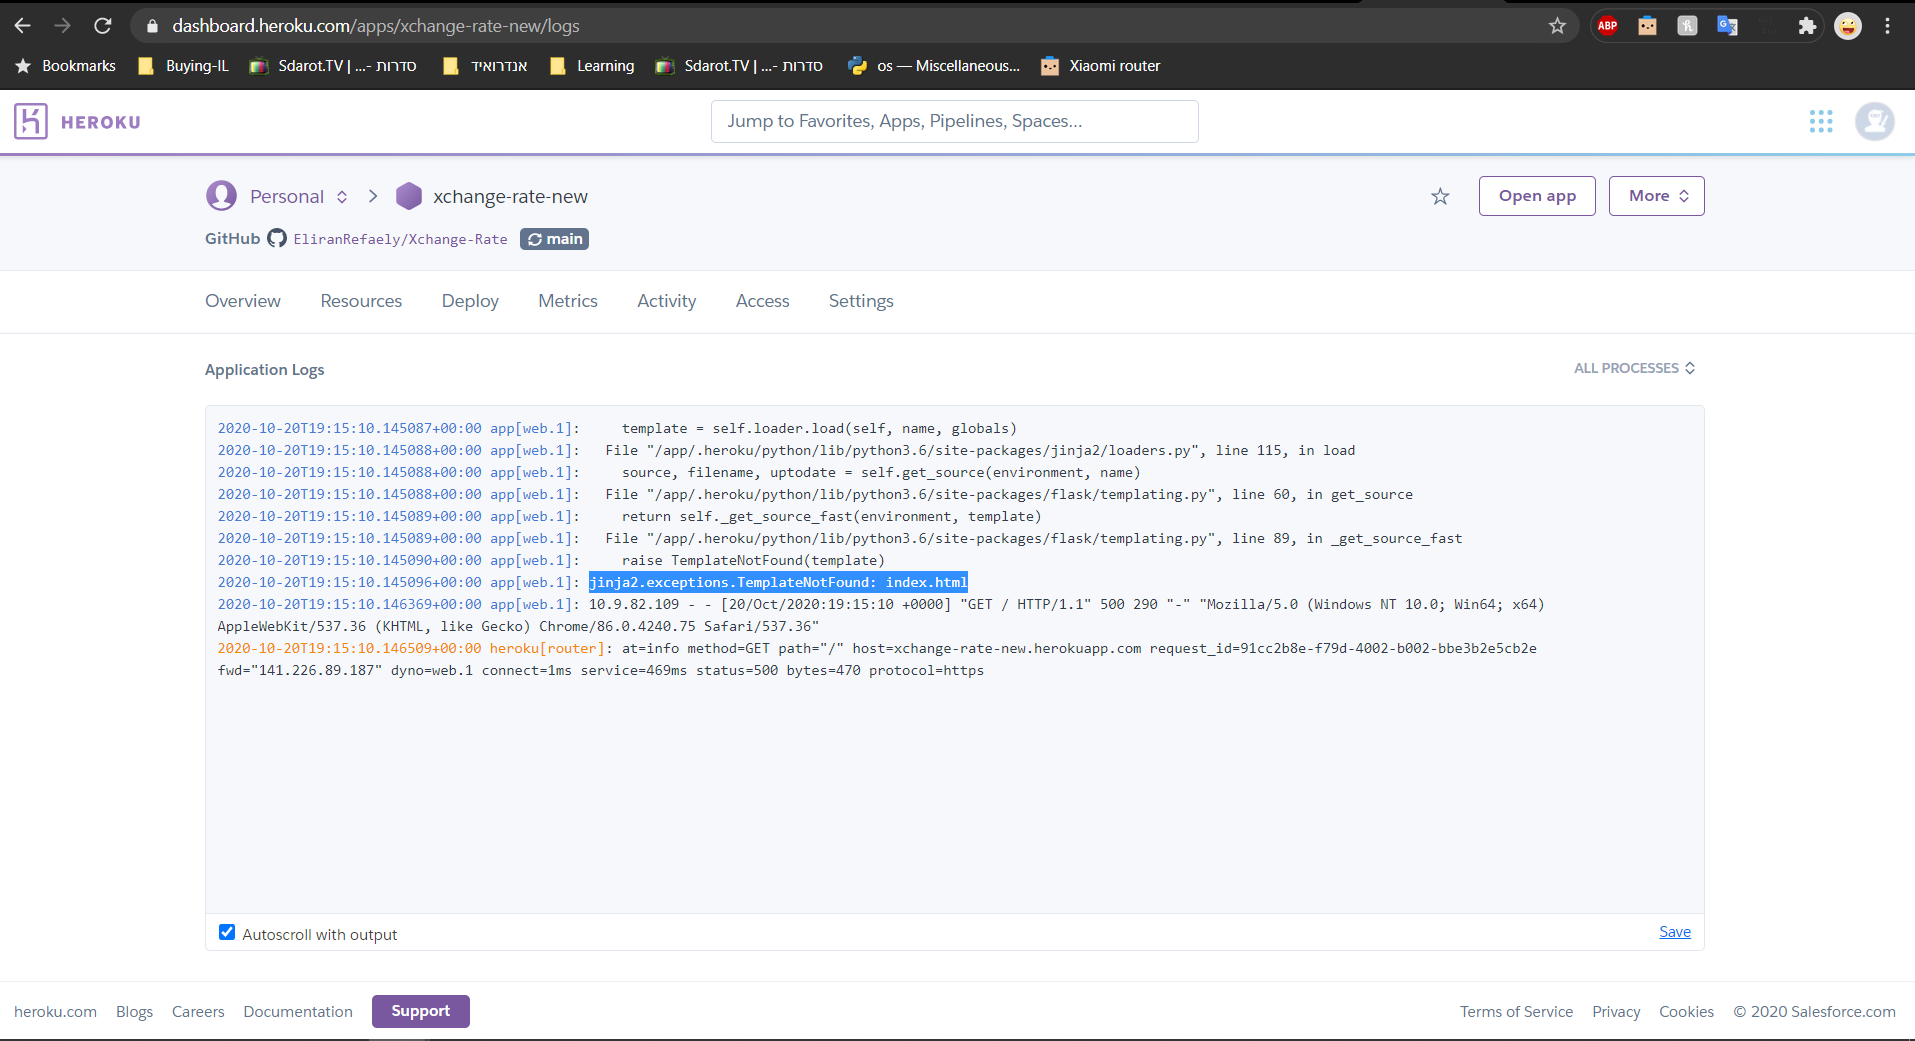 dashboard.heroku.com/apps/xchange-rate-new/logs
ABP
Bookmarks Buying-IL Sdarot.TV | ...- סדרות אנדרואיד Learning Sdarot.TV | ...- סדרות os — Miscellaneous... Xiaomi router
HEROKU
Jump to Favorites, Apps, Pipelines, Spaces...
Personal xchange-rate-new
Open app
More
GitHub EliranRefaely/Xchange-Rate main
Overview Resources Deploy Metrics Activity Access Settings
Application Logs
ALL PROCESSES
2020-10-20T19:15:10.145087+00:00 app[web.1]:     template = self.loader.load(self, name, globals)
2020-10-20T19:15:10.145088+00:00 app[web.1]:   File "/app/.heroku/python/lib/python3.6/site-packages/jinja2/loaders.py", line 115, in load
2020-10-20T19:15:10.145088+00:00 app[web.1]:     source, filename, uptodate = self.get_source(environment, name)
2020-10-20T19:15:10.145088+00:00 app[web.1]:   File "/app/.heroku/python/lib/python3.6/site-packages/flask/templating.py", line 60, in get_source
2020-10-20T19:15:10.145089+00:00 app[web.1]:     return self._get_source_fast(environment, template)
2020-10-20T19:15:10.145089+00:00 app[web.1]:   File "/app/.heroku/python/lib/python3.6/site-packages/flask/templating.py", line 89, in _get_source_fast
2020-10-20T19:15:10.145090+00:00 app[web.1]:     raise TemplateNotFound(template)
2020-10-20T19:15:10.145096+00:00 app[web.1]: jinja2.exceptions.TemplateNotFound: index.html
2020-10-20T19:15:10.146369+00:00 app[web.1]: 10.9.82.109 - - [20/Oct/2020:19:15:10 +0000] "GET / HTTP/1.1" 500 290 "-" "Mozilla/5.0 (Windows NT 10.0; Win64; x64)
AppleWebKit/537.36 (KHTML, like Gecko) Chrome/86.0.4240.75 Safari/537.36"
2020-10-20T19:15:10.146509+00:00 heroku[router]: at=info method=GET path="/" host=xchange-rate-new.herokuapp.com request_id=91cc2b8e-f79d-4002-b002-bbe3b2e5cb2e
fwd="141.226.89.187" dyno=web.1 connect=1ms service=469ms status=500 bytes=470 protocol=https
Autoscroll with output
Save
heroku.com Blogs Careers Documentation Support
Terms of Service Privacy Cookies © 2020 Salesforce.com